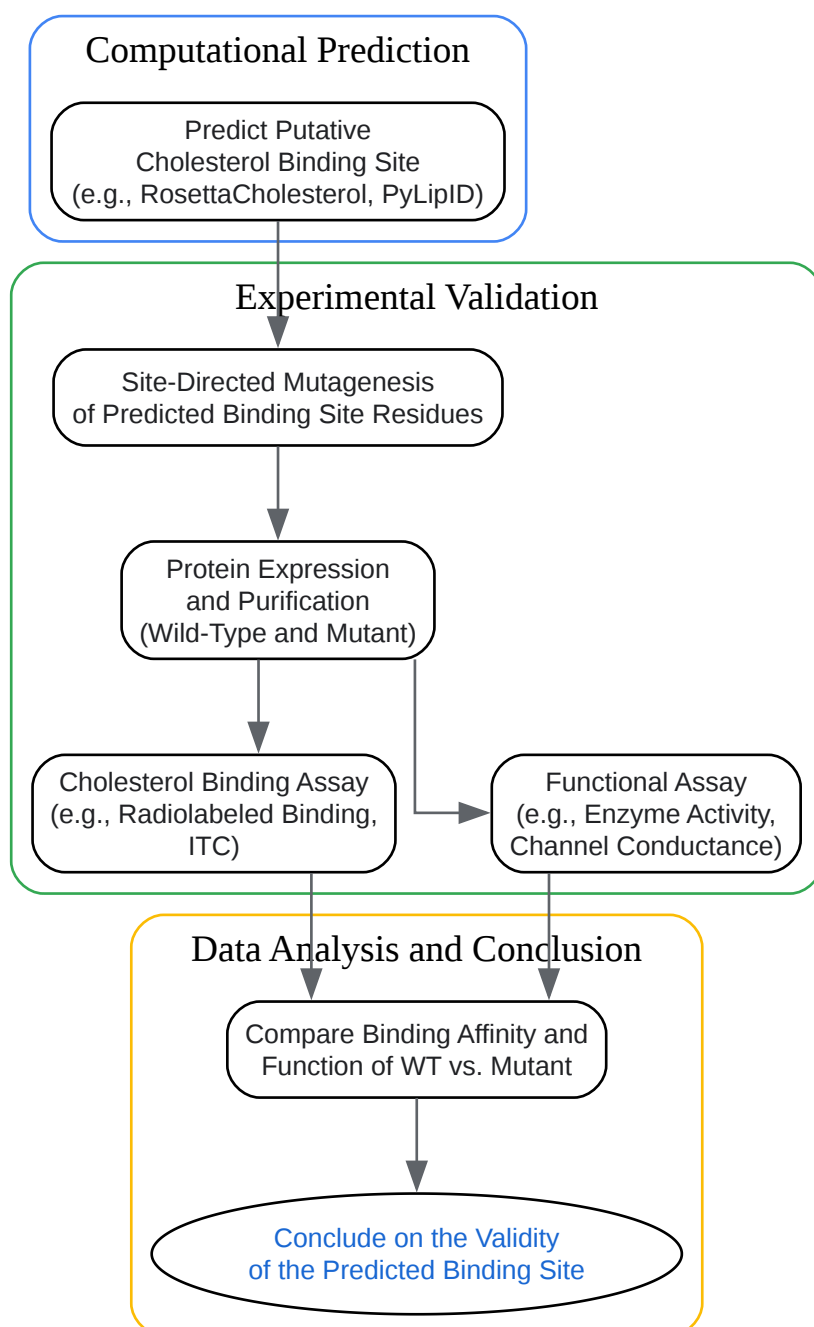 Computational Prediction
Predict Putative
Cholesterol Binding Site
(e.g., RosettaCholesterol, PyLipID)
Experimental Validation
Site-Directed Mutagenesis
of Predicted Binding Site Residues
Protein Expression
and Purification
(Wild-Type and Mutant)
Cholesterol Binding Assay
(e.g., Radiolabeled Binding,
ITC)
Functional Assay
(e.g., Enzyme Activity,
Channel Conductance)
Data Analysis and Conclusion
Compare Binding Affinity and
Function of WT vs. Mutant
Conclude on the Validity
of the Predicted Binding Site